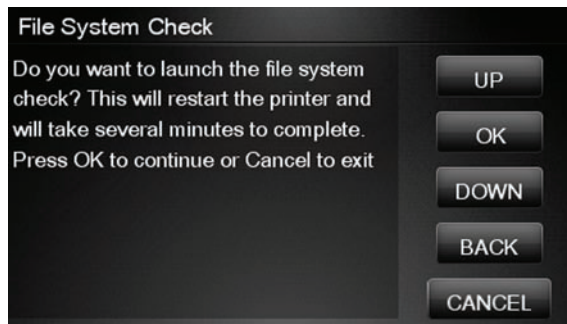 File System Check
Do you want to launch the file system
check? This will restart the printer and
will take several minutes to complete.
Press OK to continue or Cancel to exit
UP
OK
DOWN
BACK
CANCEL